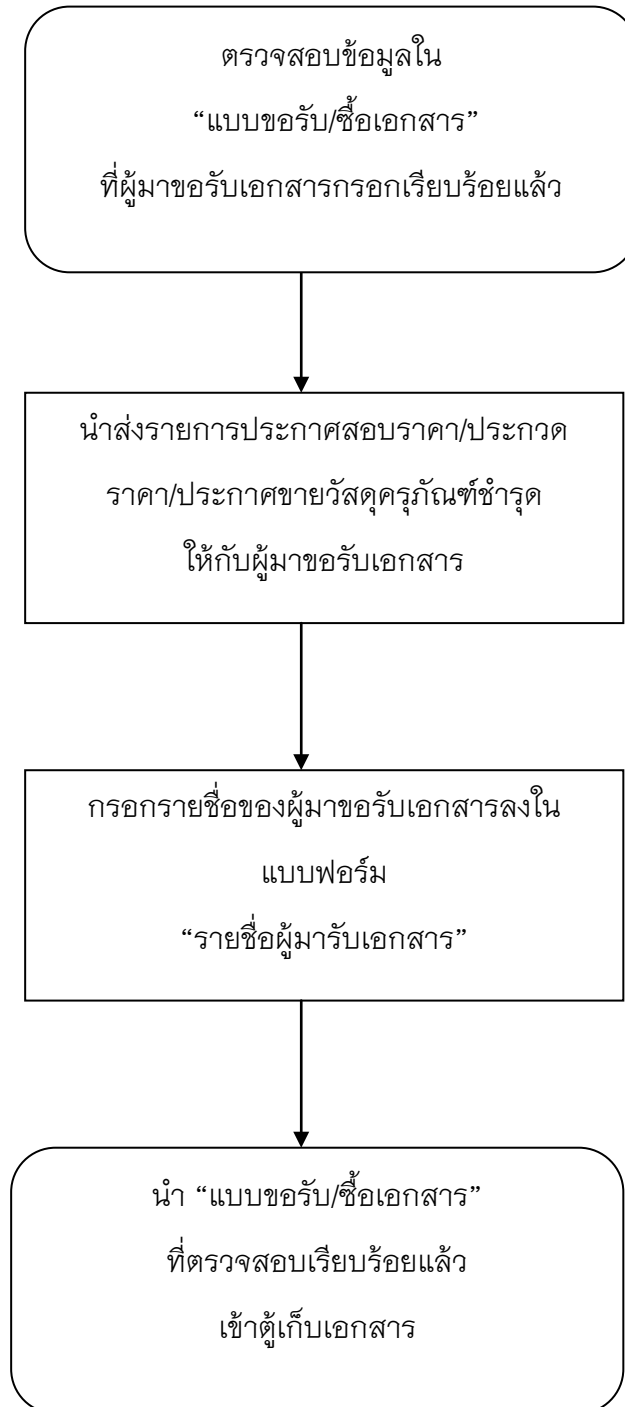 ตรวจสอบข้อมูลใน
“แบบขอรับ/ซื้อเอกสาร”
ที่ผู้มาขอรับเอกสารกรอกเรียบร้อยแล้ว
นำส่งรายการประกาศสอบราคา/ประกวด
ราคา/ประกาศขายวัสดุครุภัณฑ์ชำรุด
ให้กับผู้มาขอรับเอกสาร
กรอกรายชื่อของผู้มาขอรับเอกสารลงใน
แบบฟอร์ม
“รายชื่อผู้มารับเอกสาร”
นำ “แบบขอรับ/ซื้อเอกสาร”
ที่ตรวจสอบเรียบร้อยแล้ว
เข้าตู้เก็บเอกสาร